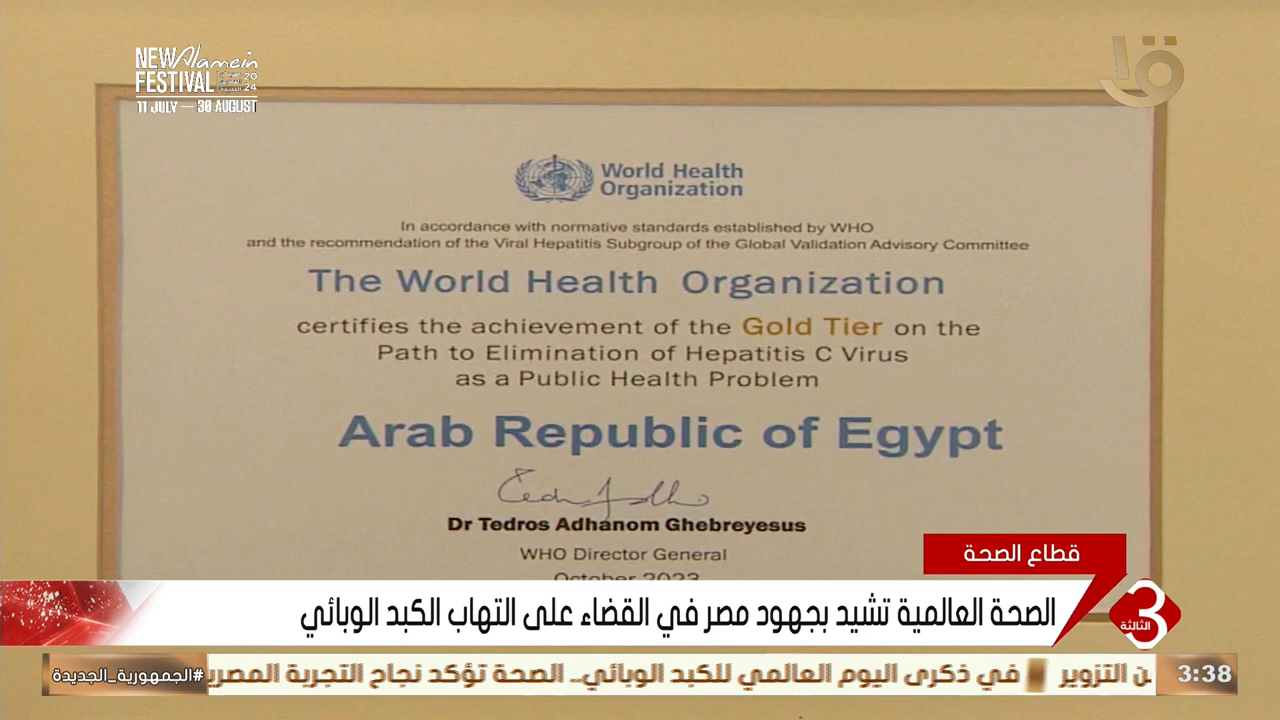 NEW Alamein
FESTIVAL 2024
11 JULY — 30 AUGUST
World Health
Organization
In accordance with normative standards established by WHO
and the recommendation of the Viral Hepatitis Subgroup of the Global Validation Advisory Committee
The World Health Organization
certifies the achievement of the Gold Tier on the
Path to Elimination of Hepatitis C Virus
as a Public Health Problem
Arab Republic of Egypt
Dr Tedros Adhanom Ghebreyesus
WHO Director General
October 2023
قطاع الصحة
الصحة العالمية تشيد بجهود مصر في القضاء على التهاب الكبد الوبائي
3 الثالثة
3:38
ن التزوير في ذكرى اليوم العالمي للكبد الوبائي.. الصحة تؤكد نجاح التجربة المصري
#الجمهورية_الجديدة